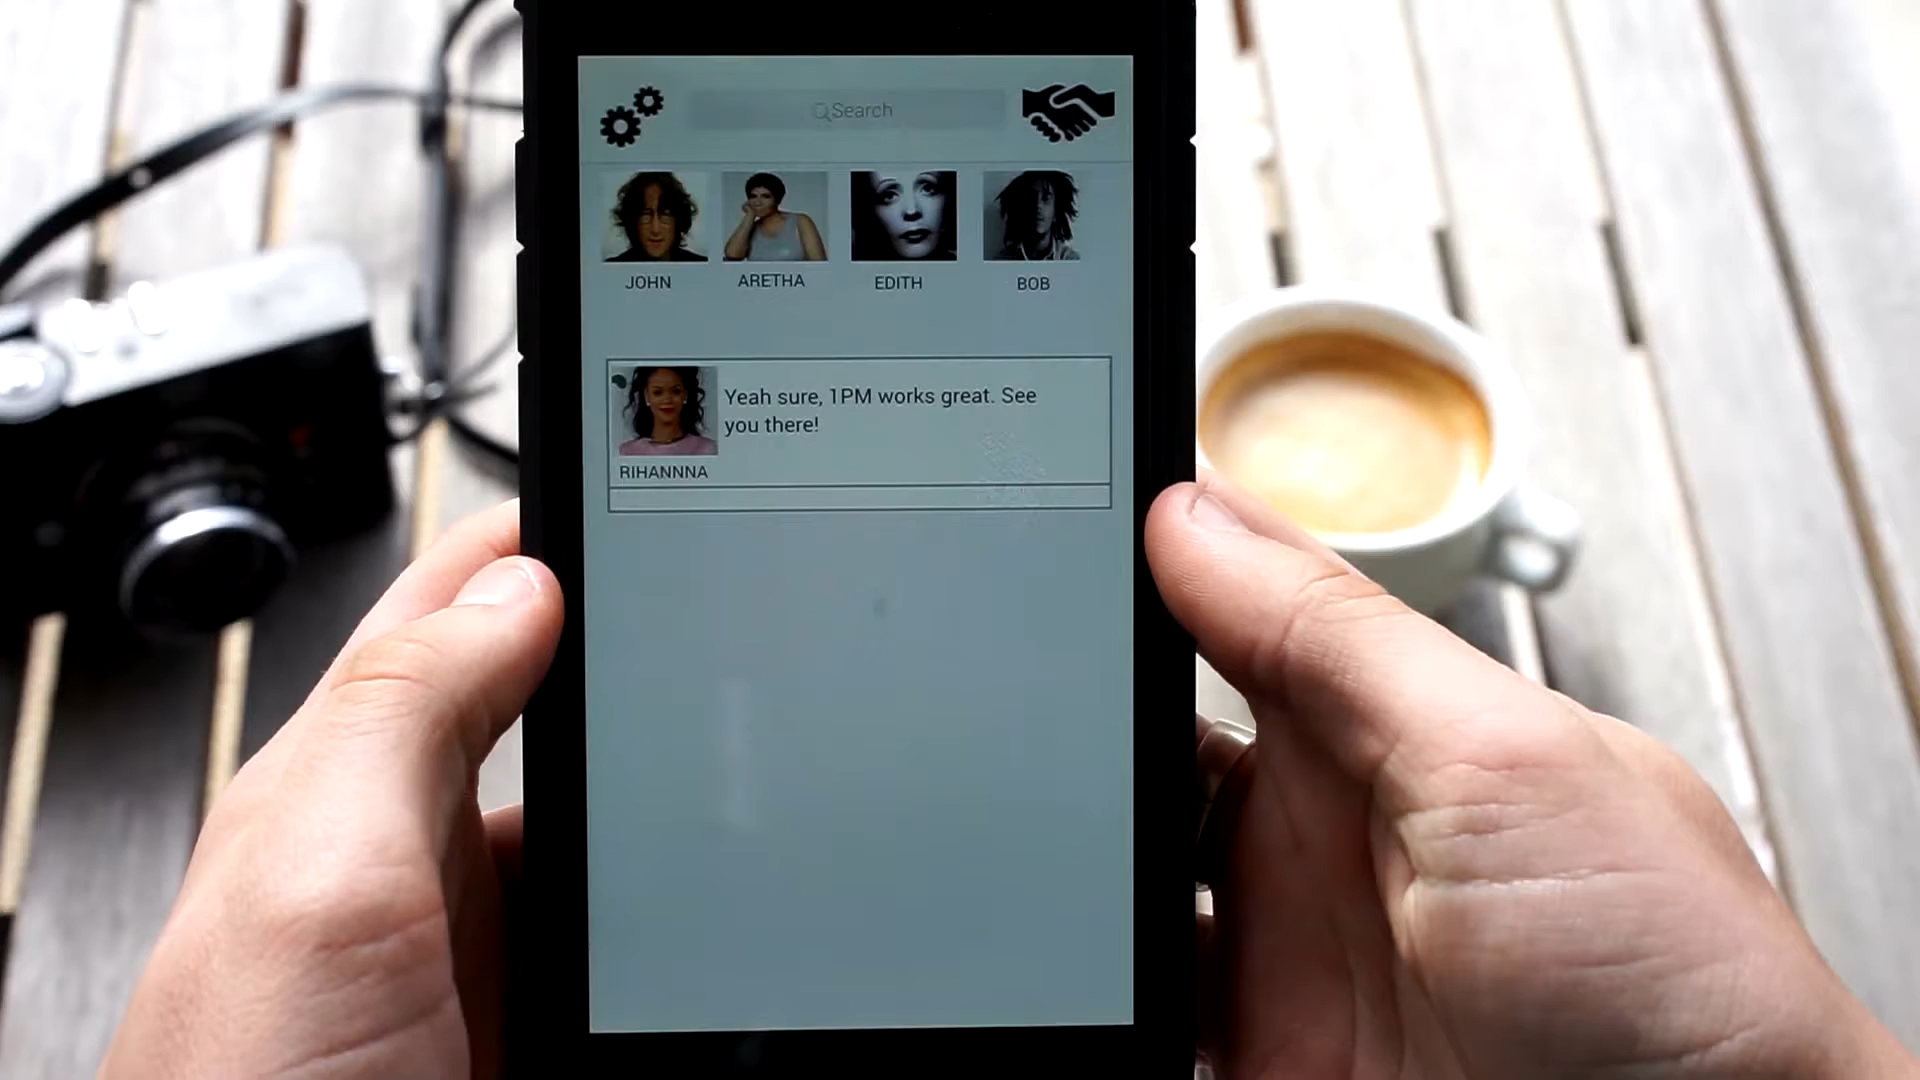 Search
JOHN ARETHA EDITH BOB
Yeah sure, 1PM works great. See
you there!
RIHANNNA